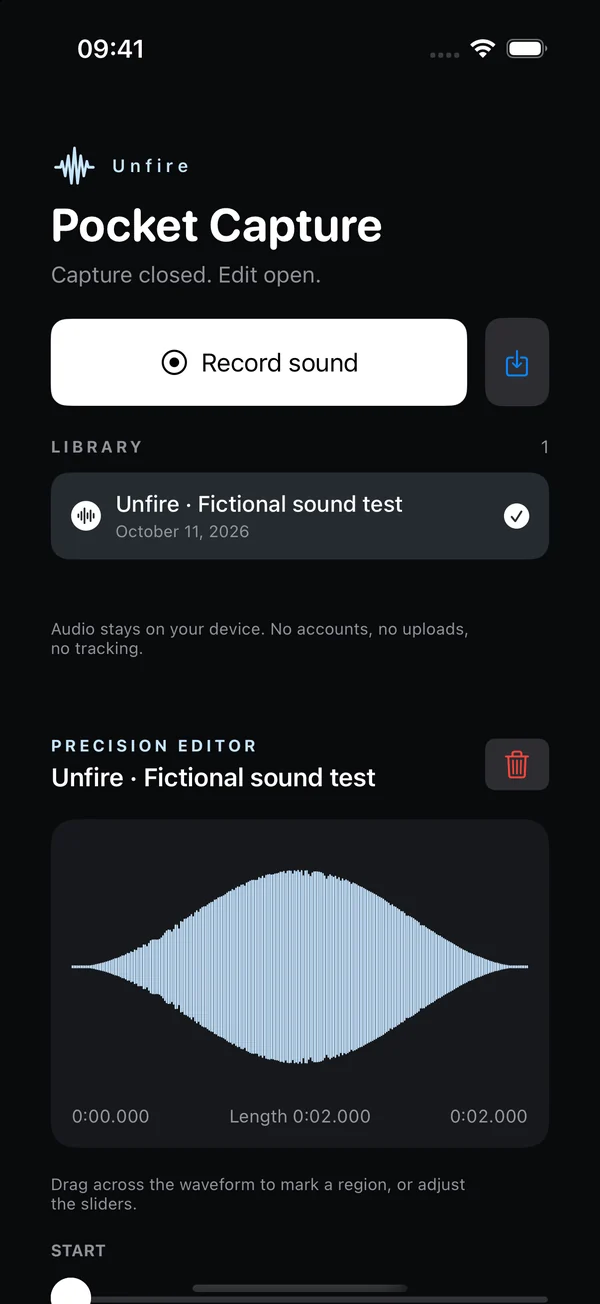 09:41
Unfire
Pocket Capture
Capture closed. Edit open.
Record sound
LIBRARY 1
Unfire · Fictional sound test
October 11, 2026
Audio stays on your device. No accounts, no uploads,
no tracking.
PRECISION EDITOR
Unfire · Fictional sound test
0:00.000 Length 0:02.000 0:02.000
Drag across the waveform to mark a region, or adjust
the sliders.
START